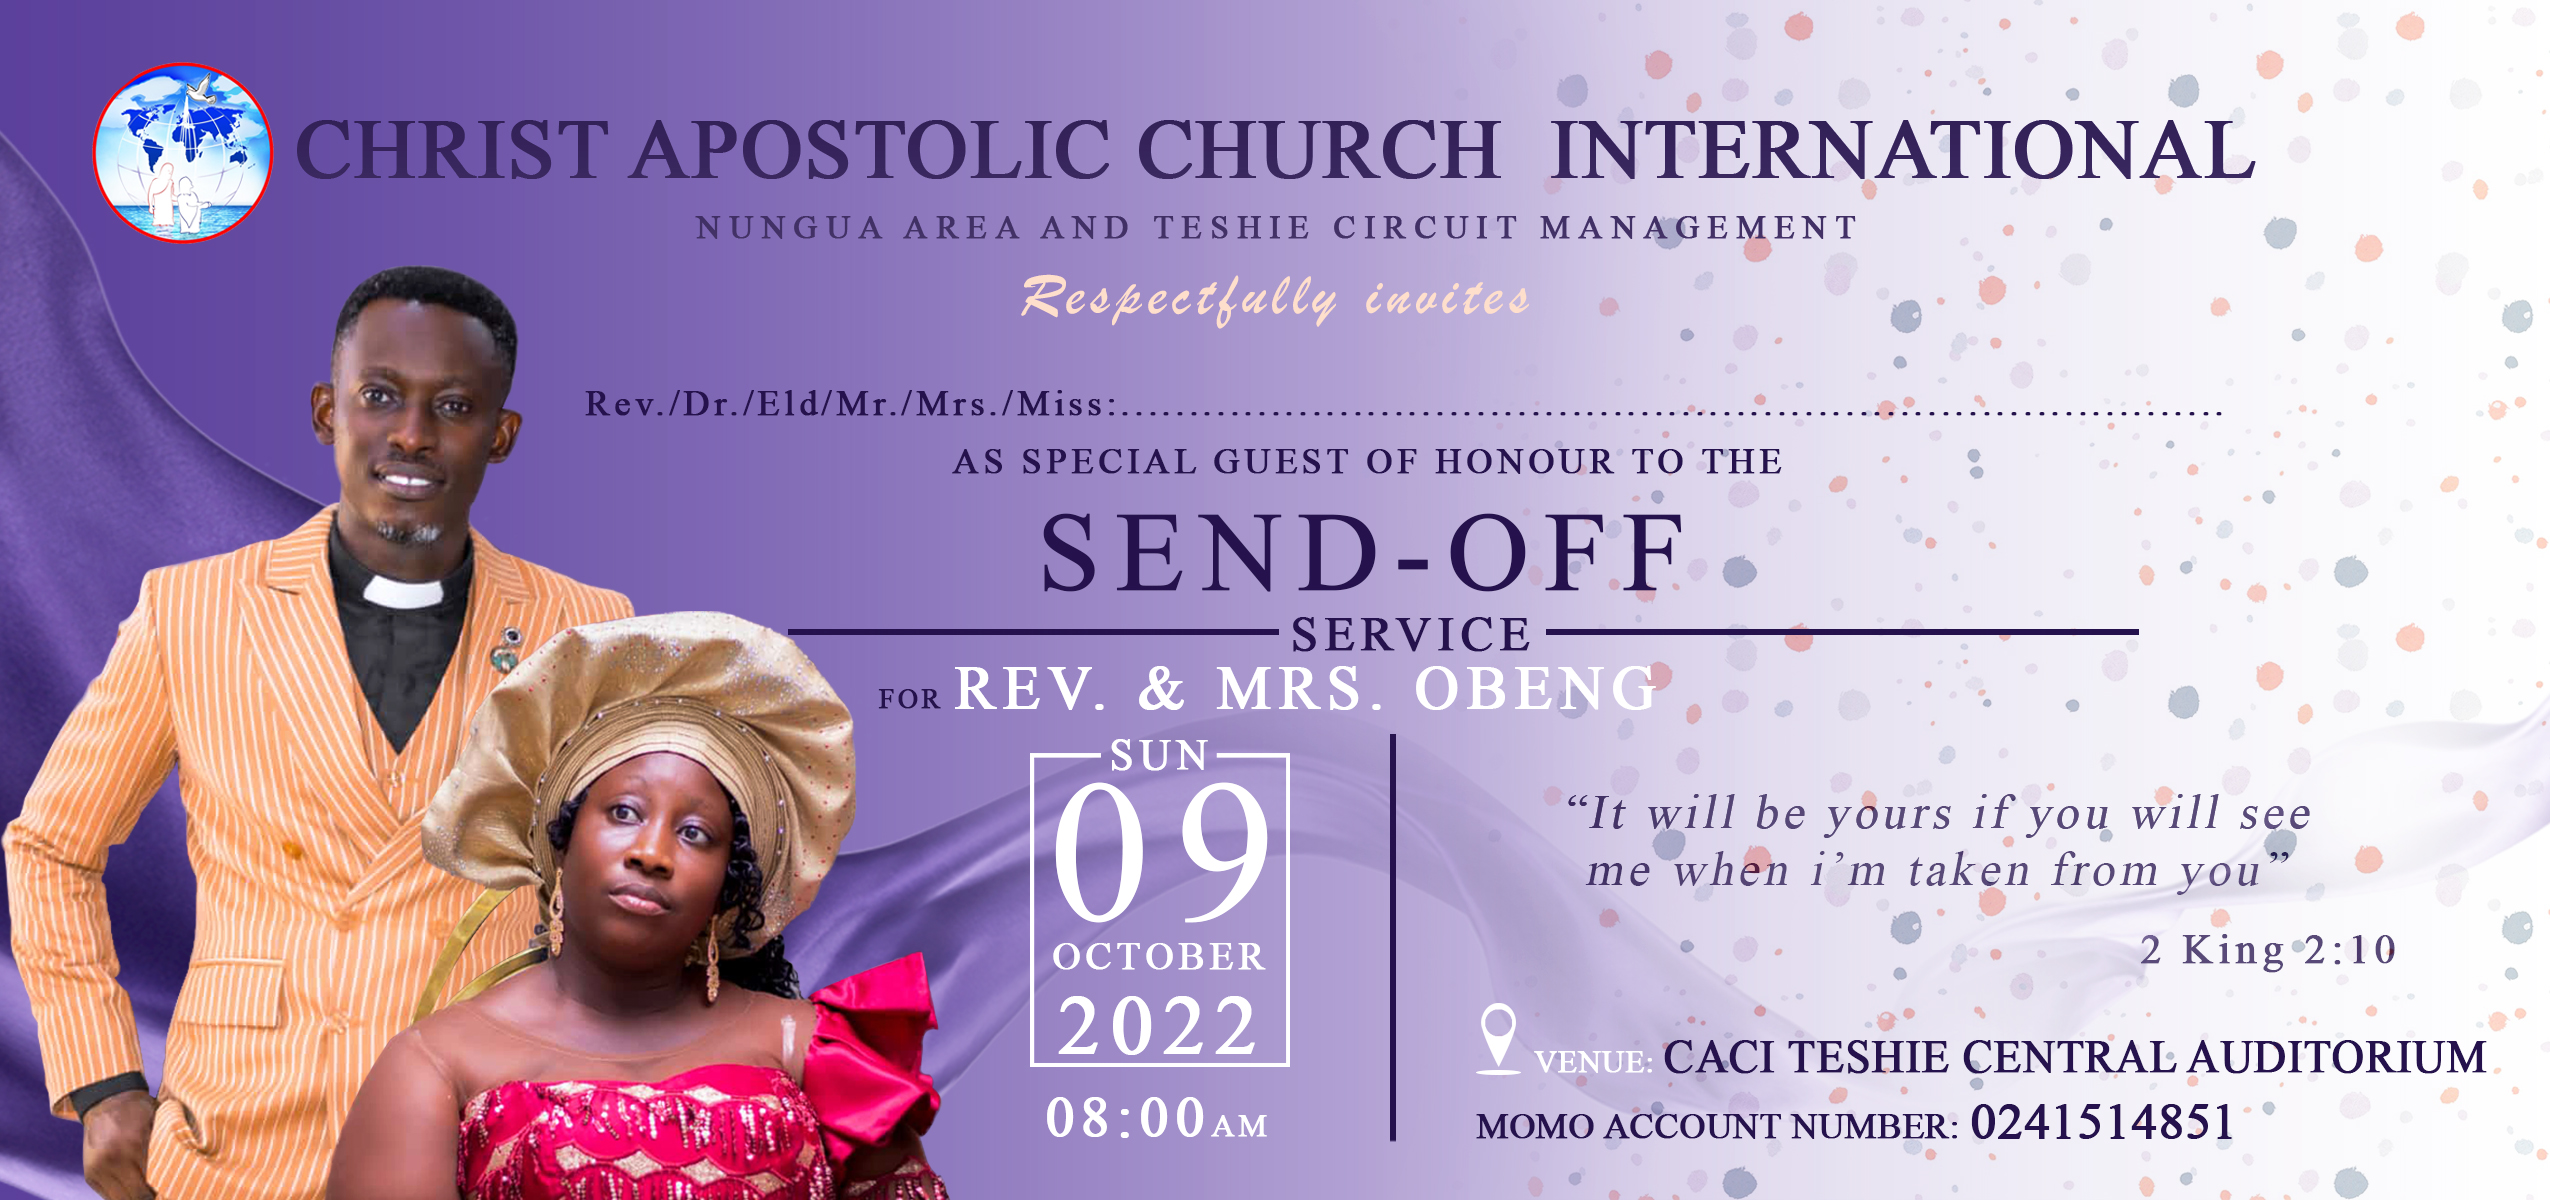 CHRIST APOSTOLIC CHURCH INTERNATIONAL
NUNGUA AREA AND TESHIE CIRCUIT MANAGEMENT
Respectfully invites
Rev./Dr./Eld/Mr./Mrs./Miss:................................................................................
AS SPECIAL GUEST OF HONOUR TO THE
SEND-OFF
SERVICE
FOR REV. & MRS. OBENG
SUN
09
OCTOBER
2022
08:00AM
“It will be yours if you will see
me when i’m taken from you”
2 King 2:10
VENUE: CACI TESHIE CENTRAL AUDITORIUM
MOMO ACCOUNT NUMBER: 0241514851